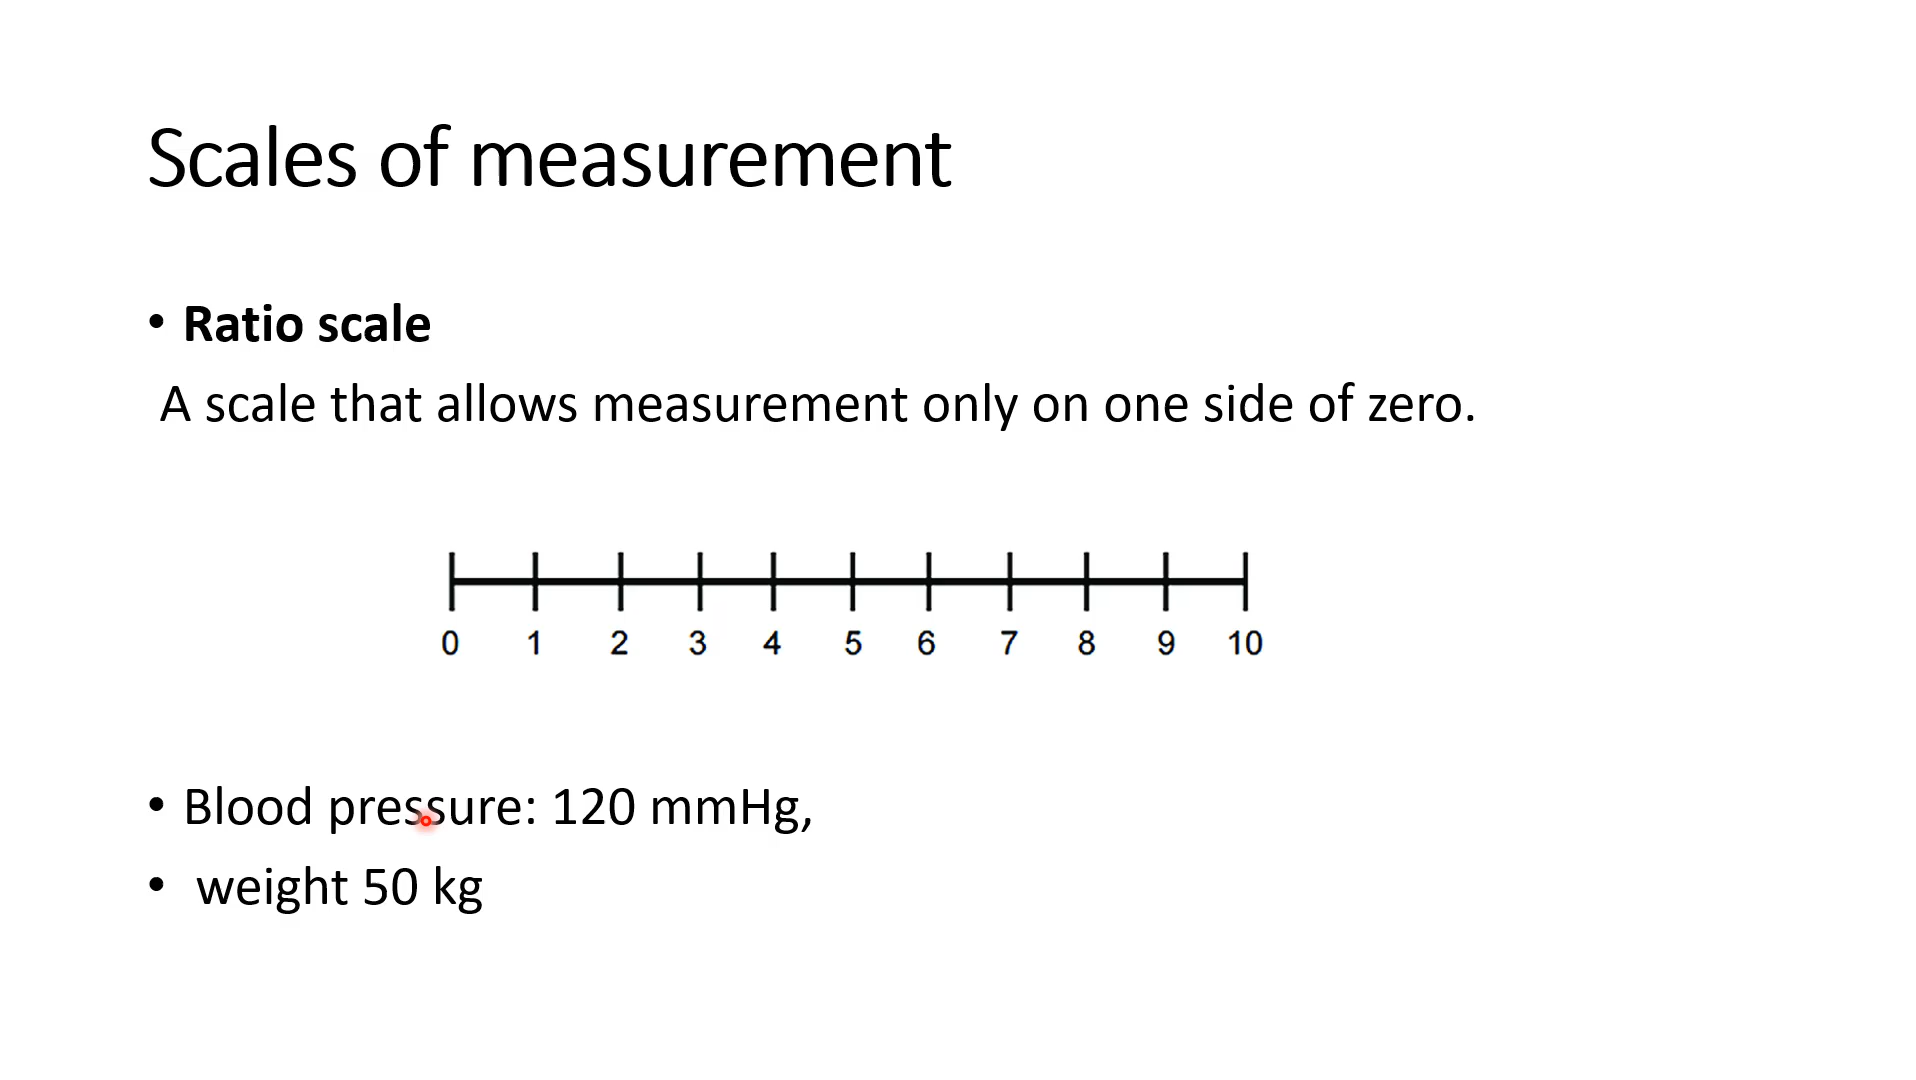 Scales of measurement
• Ratio scale
A scale that allows measurement only on one side of zero.
0 1 2 3 4 5 6 7 8 9 10
• Blood pressure: 120 mmHg,
• weight 50 kg